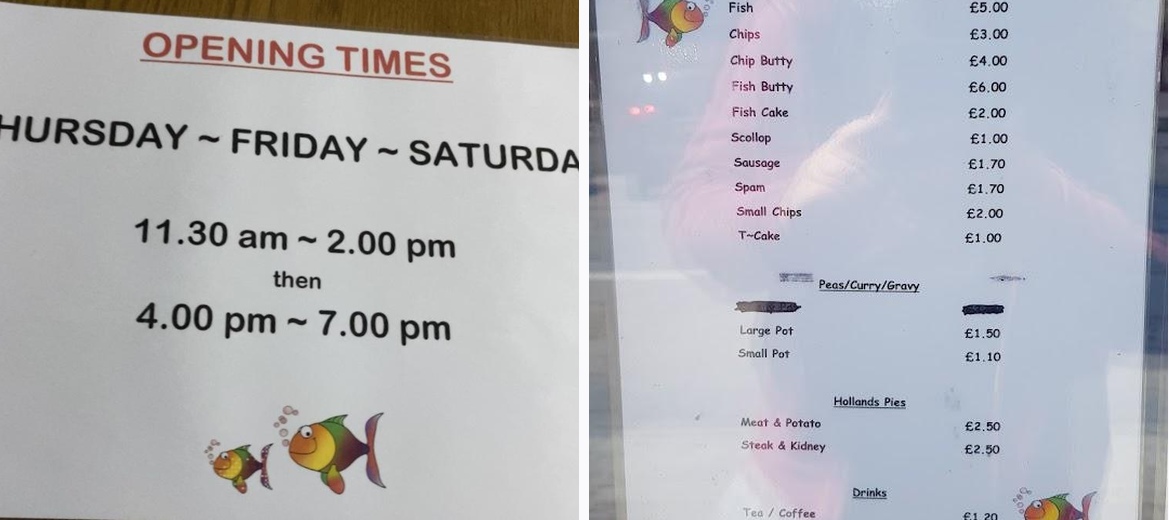 OPENING TIMES
HURSDAY ~ FRIDAY ~ SATURDA
11.30 am ~ 2.00 pm
then
4.00 pm ~ 7.00 pm
Fish £5.00
Chips £3.00
Chip Butty £4.00
Fish Butty £6.00
Fish Cake £2.00
Scollop £1.00
Sausage £1.70
Spam £1.70
Small Chips £2.00
T~Cake £1.00
Peas/Curry/Gravy
Large Pot £1.50
Small Pot £1.10
Hollands Pies
Meat & Potato £2.50
Steak & Kidney £2.50
Drinks
Tea / Coffee £1.20